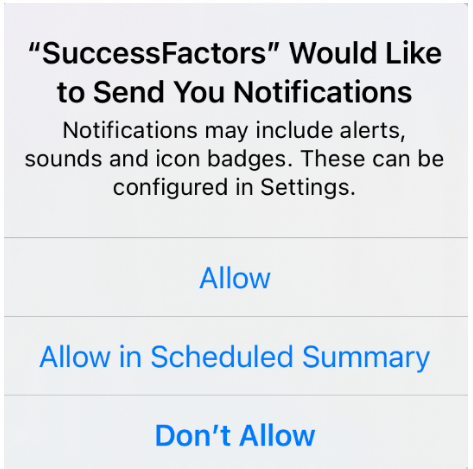 “SuccessFactors” Would Like
to Send You Notifications
Notifications may include alerts,
sounds and icon badges. These can be
configured in Settings.
Allow
Allow in Scheduled Summary
Don’t Allow